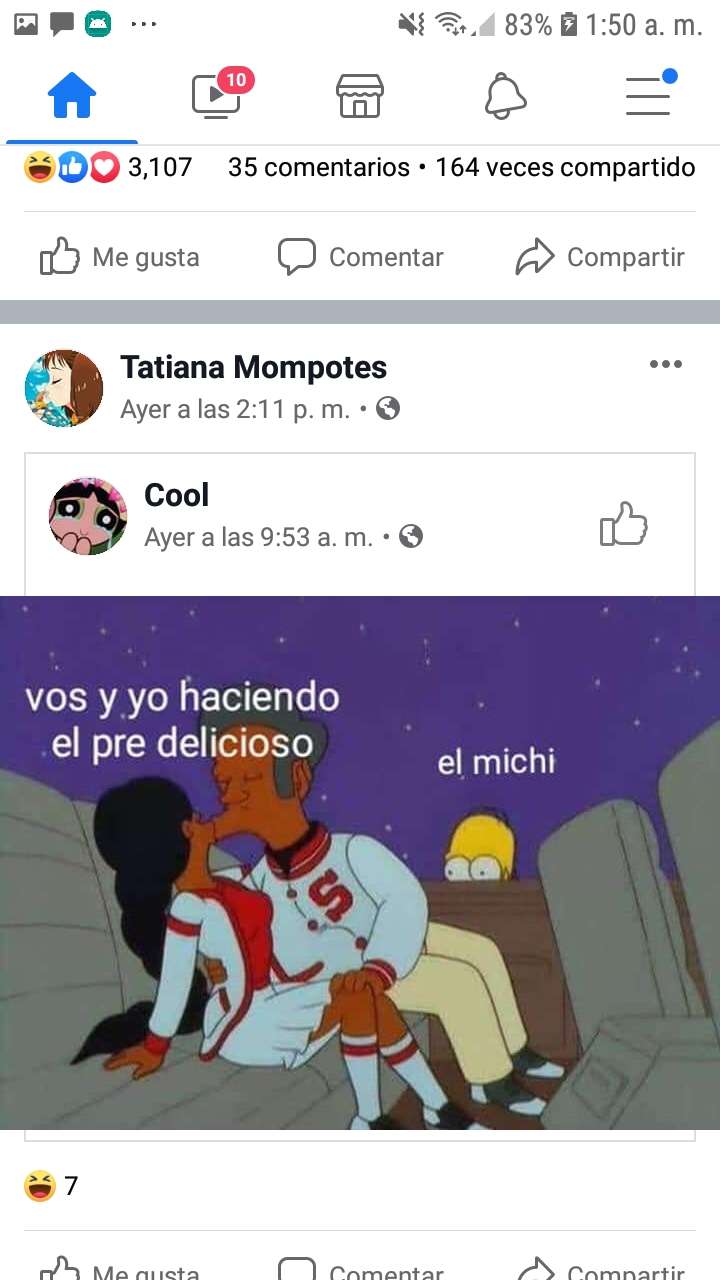 83% 1:50 a. m.
10
3,107 35 comentarios • 164 veces compartido
Me gusta Comentar Compartir
Tatiana Mompotes
Ayer a las 2:11 p. m. •
Cool
Ayer a las 9:53 a. m. •
vos y yo haciendo
el pre delicioso
el michi
S
7
Me gusta Comentar Compartir